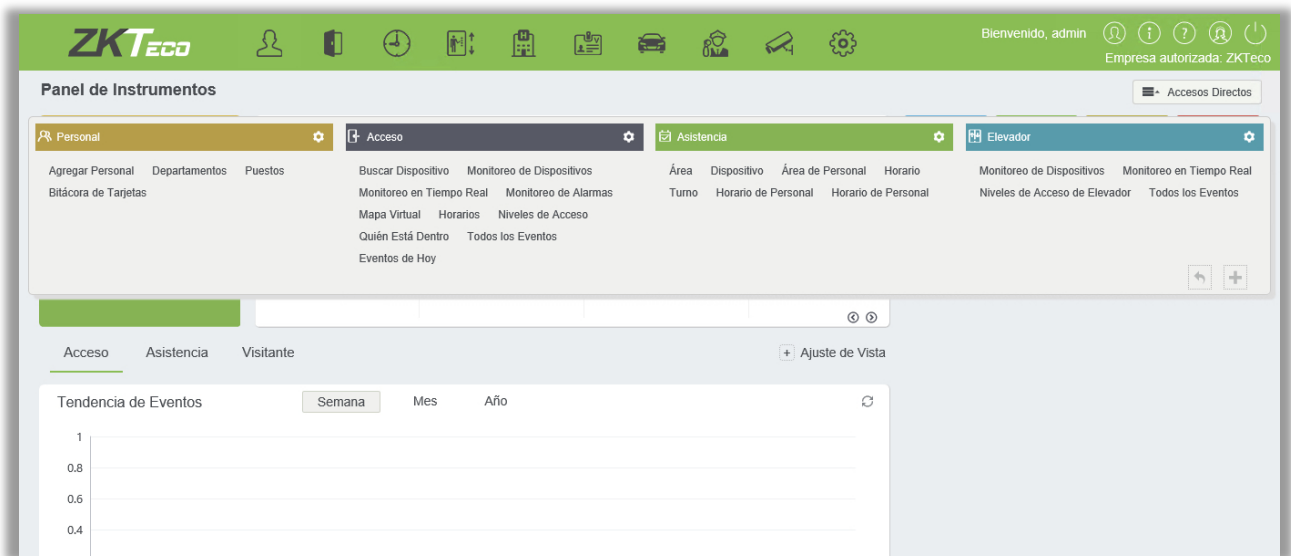 ZKTECO
Bienvenido, admin
Empresa autorizada: ZKTeco
Panel de Instrumentos
Accesos Directos
Personal
Agregar Personal Departamentos Puestos
Bitácora de Tarjetas
Acceso
Buscar Dispositivo Monitoreo de Dispositivos
Monitoreo en Tiempo Real Monitoreo de Alarmas
Mapa Virtual Horarios Niveles de Acceso
Quién Está Dentro Todos los Eventos
Eventos de Hoy
Asistencia
Área Dispositivo Área de Personal Horario
Turno Horario de Personal Horario de Personal
Elevador
Monitoreo de Dispositivos Monitoreo en Tiempo Real
Niveles de Acceso de Elevador Todos los Eventos
Acceso Asistencia Visitante
+ Ajuste de Vista
Tendencia de Eventos Semana Mes Año
1
0.8
0.6
0.4